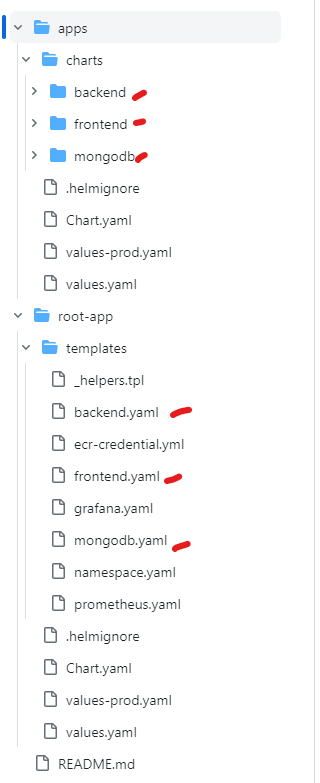 apps
charts
backend
frontend
mongodb
.helmignore
Chart.yaml
values-prod.yaml
values.yaml
root-app
templates
_helpers.tpl
backend.yaml
ecr-credential.yml
frontend.yaml
grafana.yaml
mongodb.yaml
namespace.yaml
prometheus.yaml
.helmignore
Chart.yaml
values-prod.yaml
values.yaml
README.md